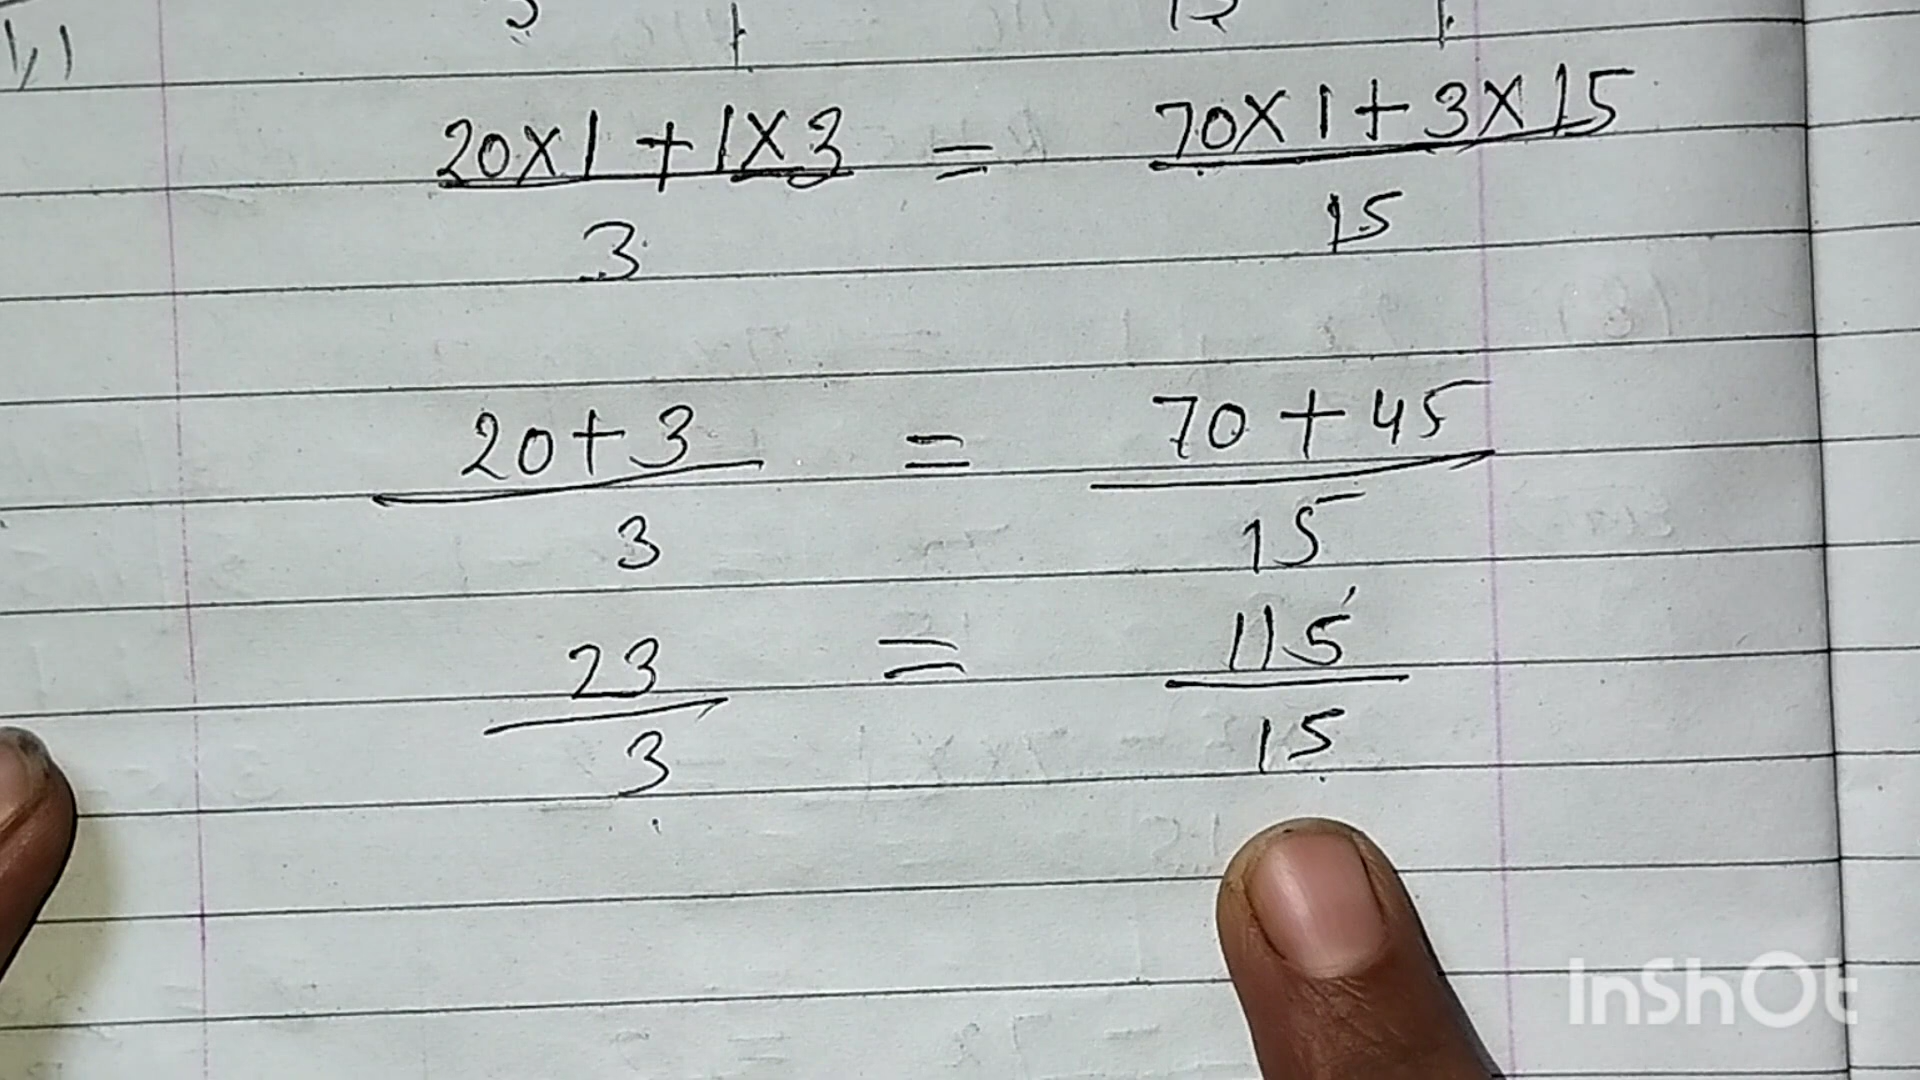 20×1+1×3 = 70×1+3×15
3 15
20+3 = 70+45
3 15
23 = 115
3 15
InShOt